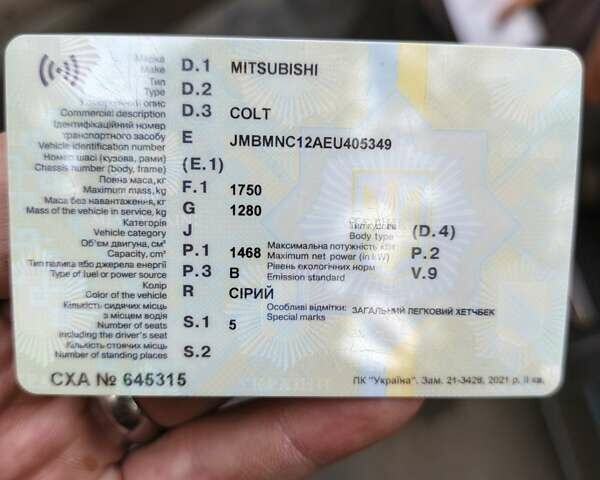 Марка
Make D.1 MITSUBISHI
Тип
Type D.2
опис
Commercial description D.3 COLT
Ідентифікаційний номер
транспортного засобу
Vehicle identification number E JMBMNC12AEU405349
Номер шасі (кузова, рами)
Chassis number (body, frame) (E.1)
Повна маса, кг
Maximum mass, kg F.1 1750
Маса без навантаження, кг
Mass of the vehicle in service, kg G 1280
Категорія
Vehicle category J
Body type (D.4)
Об'єм двигуна, см³
Capacity, cm³ P.1 1468
Максимальна потужність кВт
Maximum net power (in kW) P.2
Тип палива або джерела енергії
Type of fuel or power source P.3 B
Рівень екологічних норм
Emission standard V.9
Колір
Color of the vehicle R СІРИЙ
Особливі відмітки: ЗАГАЛЬНИЙ ЛЕГКОВИЙ ХЕТЧБЕК
Special marks
Кількість сидячих місць
з місцем водія
Number of seats S.1 5
including the driver's seat
Кількість стоячих місць
Number of standing places S.2
СХА № 645315
ПК "Україна". Зам. 21-3428, 2021 р, II кв.